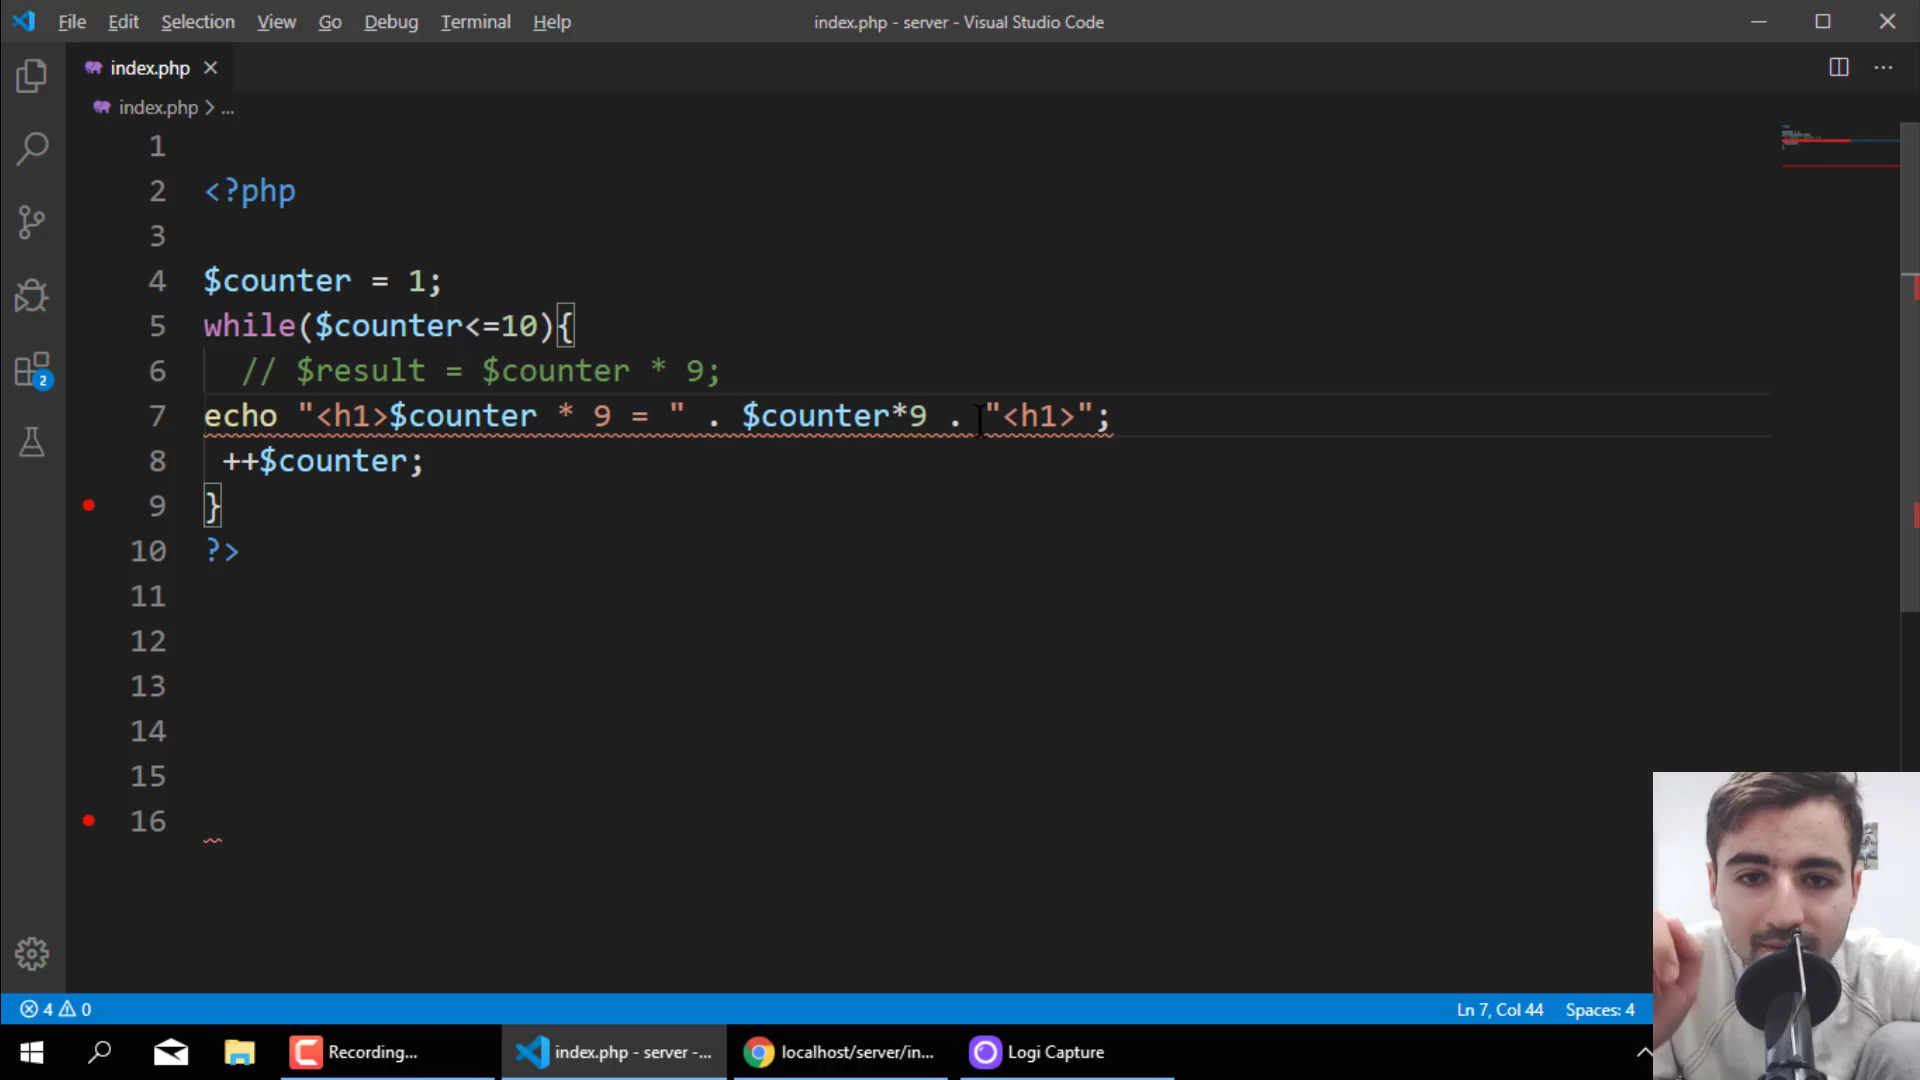 File Edit Selection View Go Debug Terminal Help
index.php - server - Visual Studio Code
index.php
index.php > ...
1
2 <?php
3
4 $counter = 1;
5 while($counter<=10){
6 // $result = $counter * 9;
7 echo "<h1>$counter * 9 = " . $counter*9 . "<h1>";
8 ++$counter;
9 }
10 ?>
11
12
13
14
15
16
2
4 0
Ln 7, Col 44 Spaces: 4
Recording...
index.php - server -...
localhost/server/in...
Logi Capture